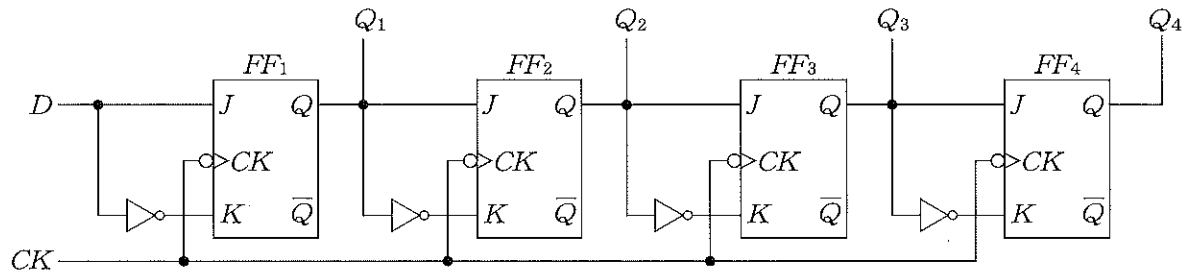 Q₁ Q₂ Q₃ Q₄
FF₁ FF₂ FF₃ FF₄
D J Q J Q J Q J Q
CK CK CK CK
K Q̅ K Q̅ K Q̅ K Q̅
CK